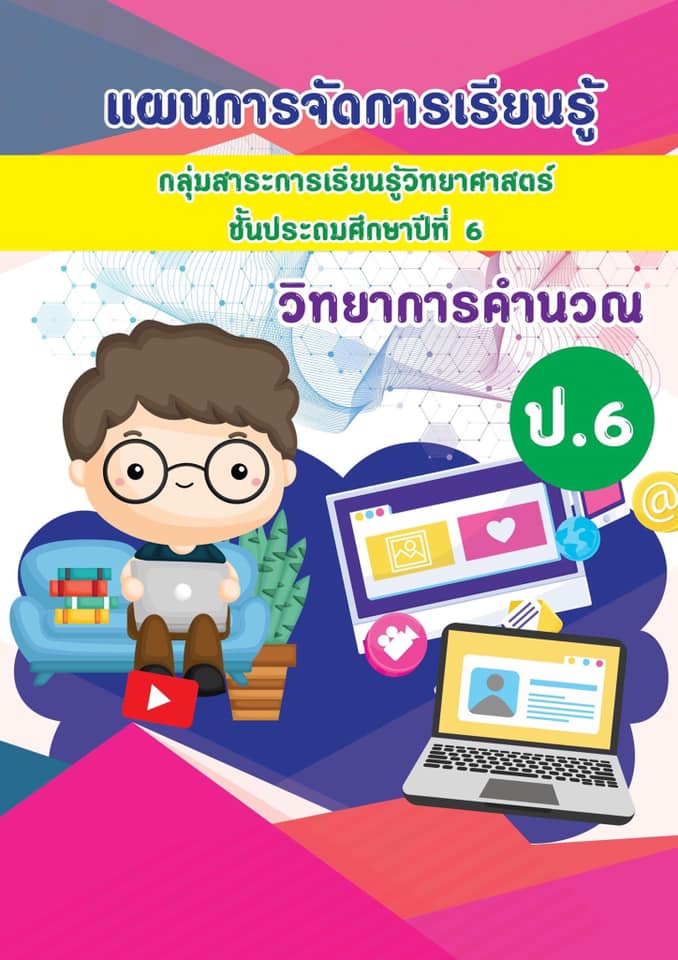 แผนการจัดการเรียนรู้
กลุ่มสาระการเรียนรู้วิทยาศาสตร์
ชั้นประถมศึกษาปีที่ 6
วิทยาการคำนวณ
ป.6
@